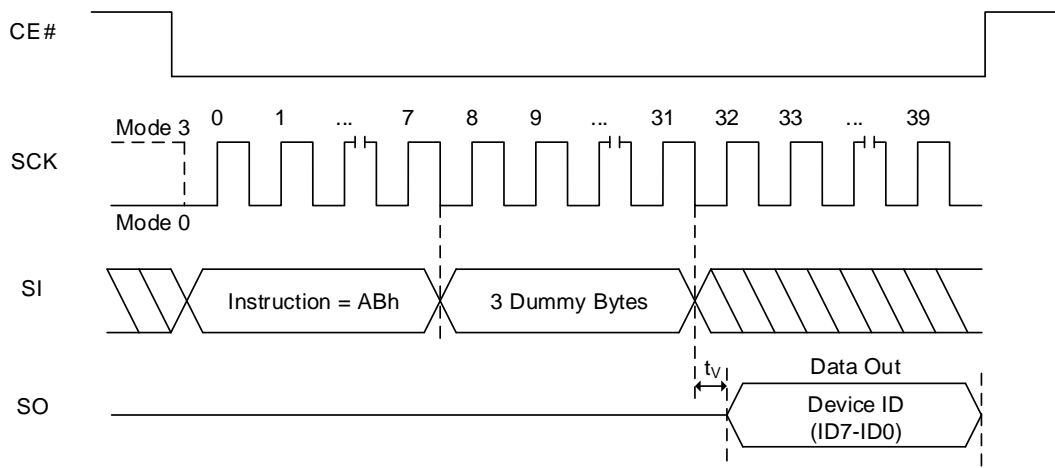 CE#
SCK
Mode 3
Mode 0
0 1 ... 7 8 9 ... 31 32 33 ... 39
SI
Instruction = ABh
3 Dummy Bytes
tV
Data Out
SO
Device ID
(ID7-ID0)